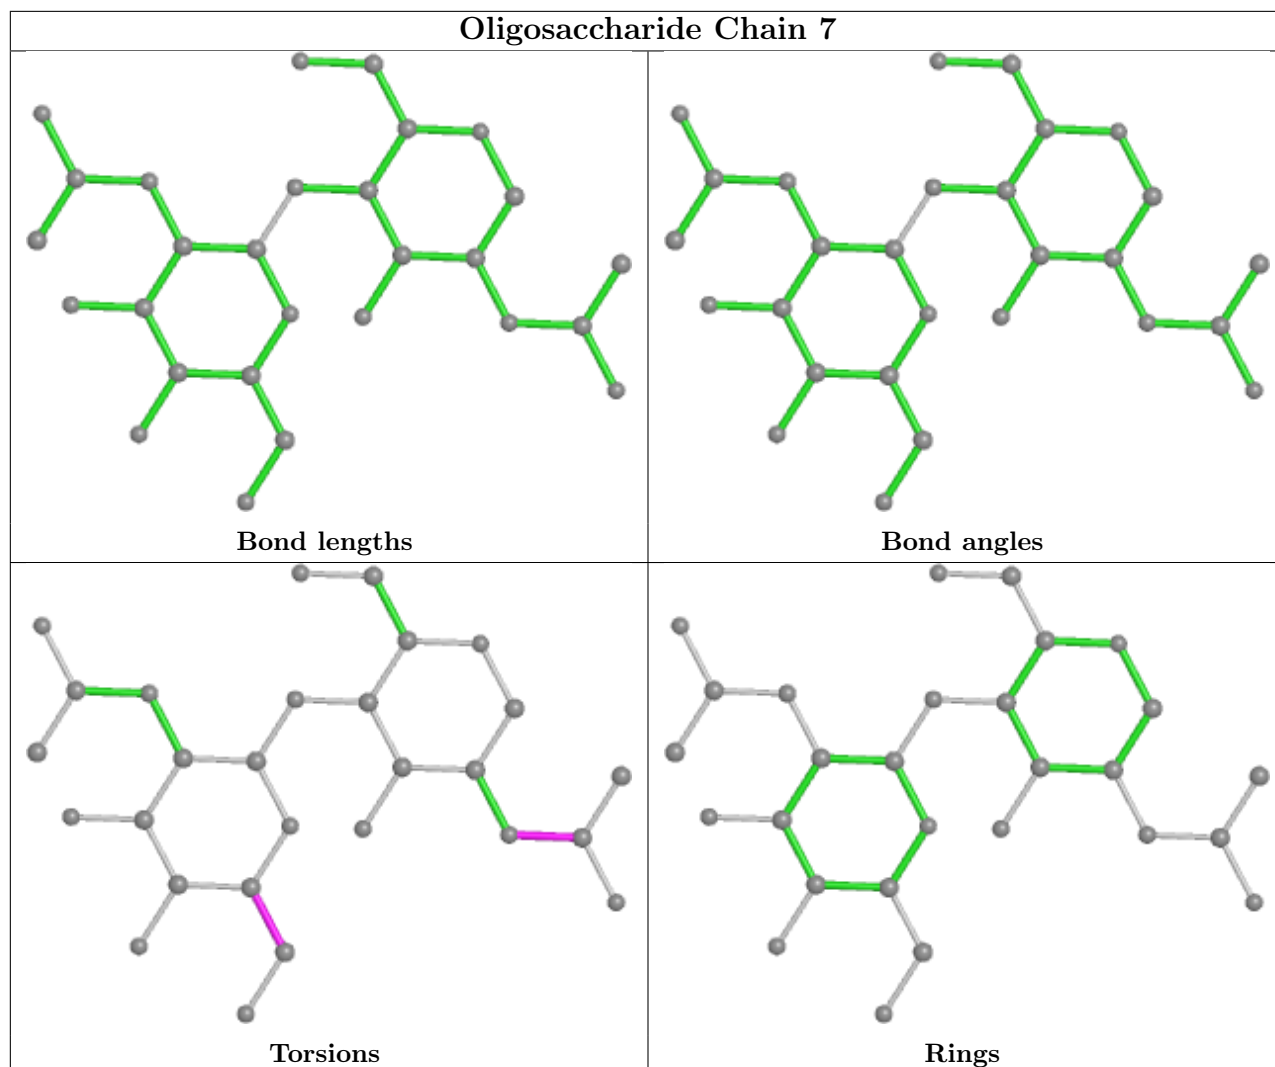 Oligosaccharide Chain 7
Bond lengths
Bond angles
Torsions
Rings